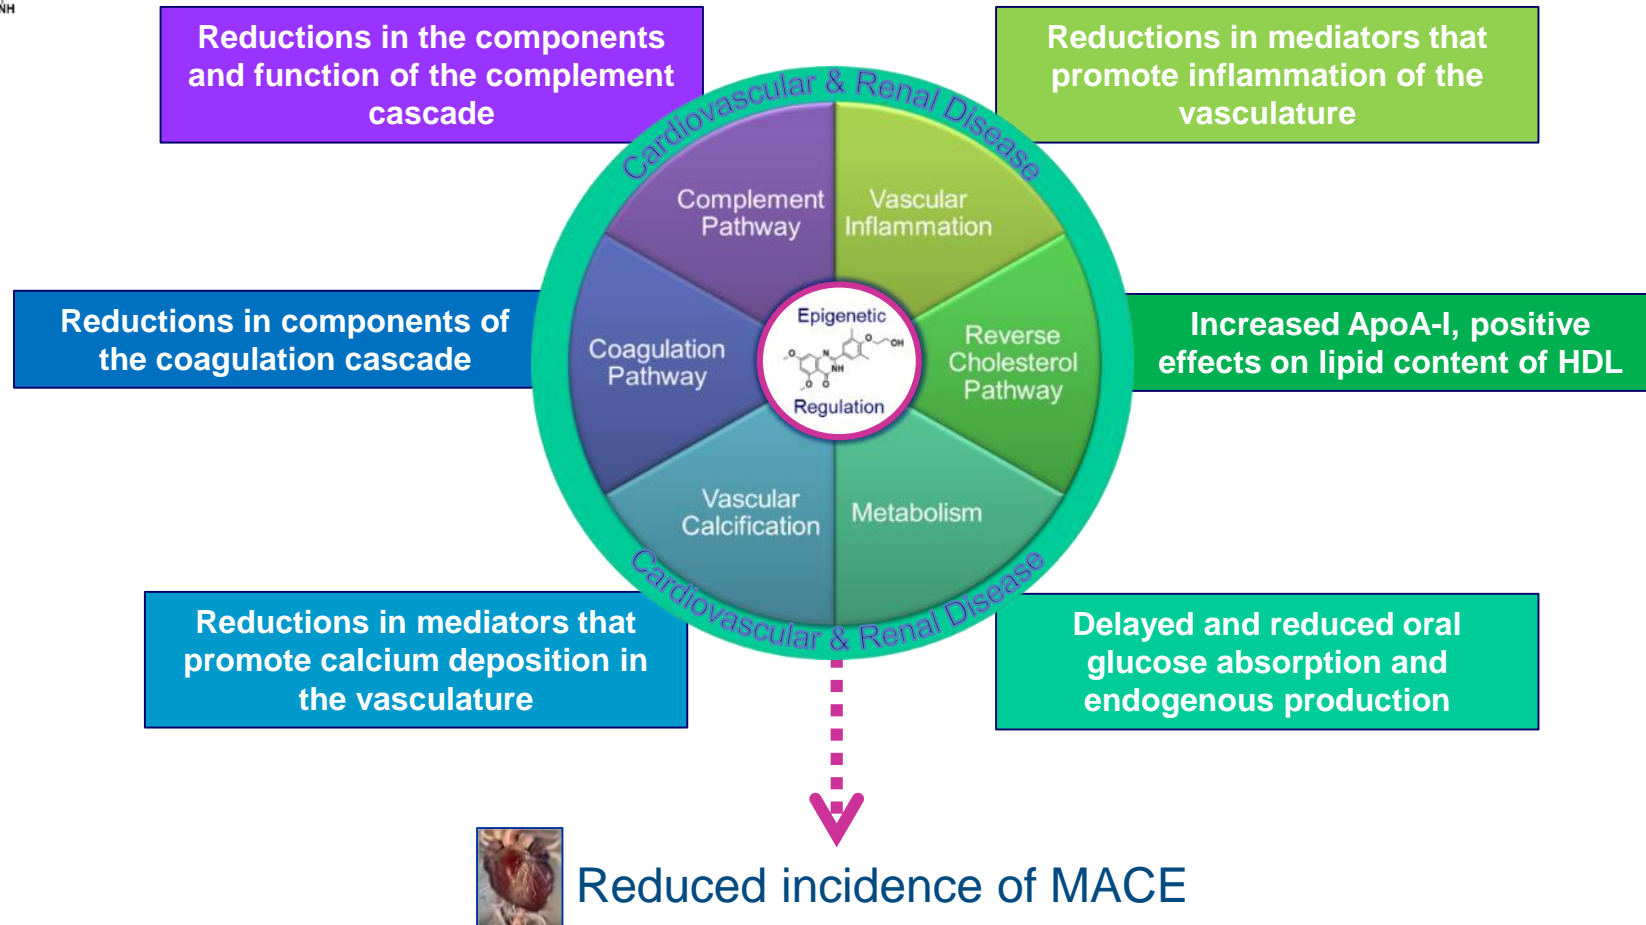 NH
Reductions in the components
and function of the complement
cascade
Reductions in mediators that
promote inflammation of the
vasculature
Cardiovascular & Renal Disease
Complement
Pathway
Vascular
Inflammation
Reductions in components of
the coagulation cascade
Coagulation
Pathway
Epigenetic
O
OH
O
N
NH
O
O
Regulation
Reverse
Cholesterol
Pathway
Increased ApoA-I, positive
effects on lipid content of HDL
Vascular
Calcification
Metabolism
Cardiovascular & Renal Disease
Reductions in mediators that
promote calcium deposition in
the vasculature
Delayed and reduced oral
glucose absorption and
endogenous production
Reduced incidence of MACE